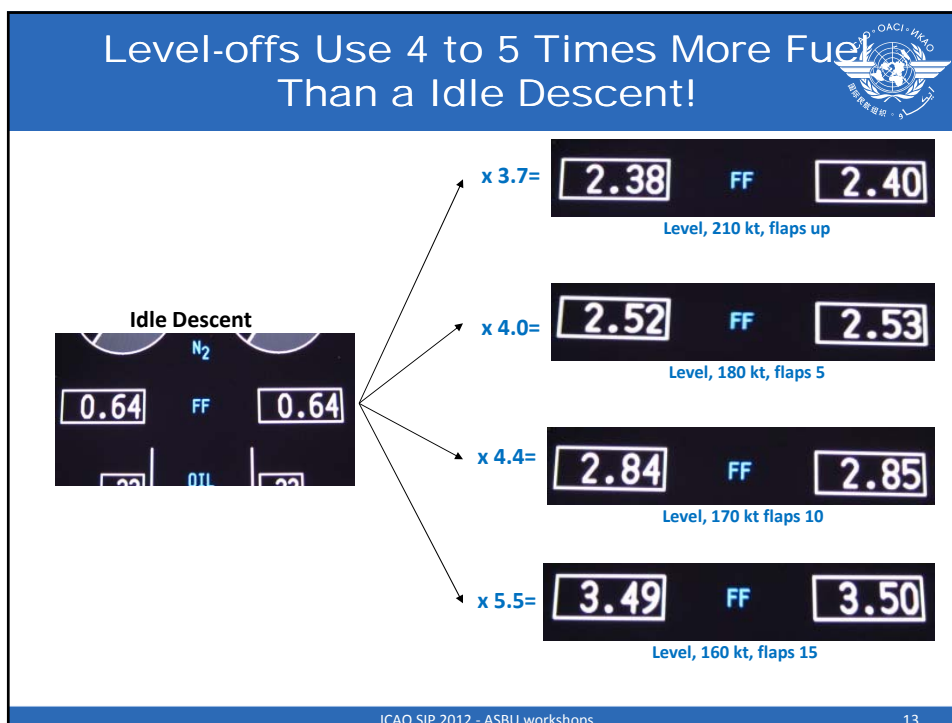 Level-offs Use 4 to 5 Times More Fuel
Than a Idle Descent!
OACI • ИКАО
x 3.7=
2.38 FF 2.40
Level, 210 kt, flaps up
Idle Descent
N2
0.64 FF 0.64
OIL
x 4.0=
2.52 FF 2.53
Level, 180 kt, flaps 5
x 4.4=
2.84 FF 2.85
Level, 170 kt flaps 10
x 5.5=
3.49 FF 3.50
Level, 160 kt, flaps 15
ICAO SIP 2012 - ASBU workshops
13